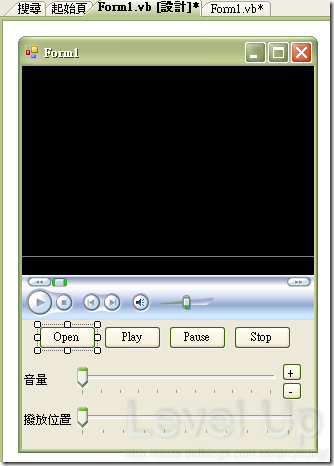 搜尋 起始頁 Form1.vb [設計]* Form1.vb*
Form1
Open Play Pause Stop
音量 +
-
撥放位置
Level Up